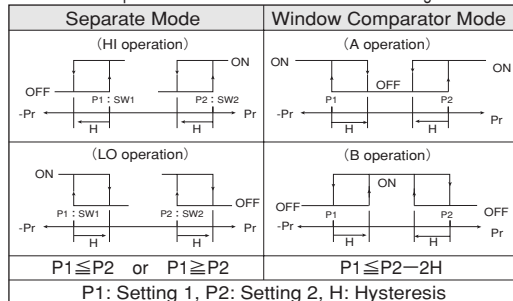 Separate Mode
Window Comparator Mode
(HI operation)
ON
OFF
P1 : SW1
P2 : SW2
-Pr
Pr
H
H
(A operation)
ON
ON
OFF
P1
P2
-Pr
Pr
H
H
(LO operation)
ON
OFF
P1 : SW1
P2 : SW2
-Pr
Pr
H
H
(B operation)
ON
OFF
OFF
P1
P2
-Pr
Pr
H
H
P1≦P2 or P1≧P2
P1≦P2−2H
P1: Setting 1, P2: Setting 2, H: Hysteresis